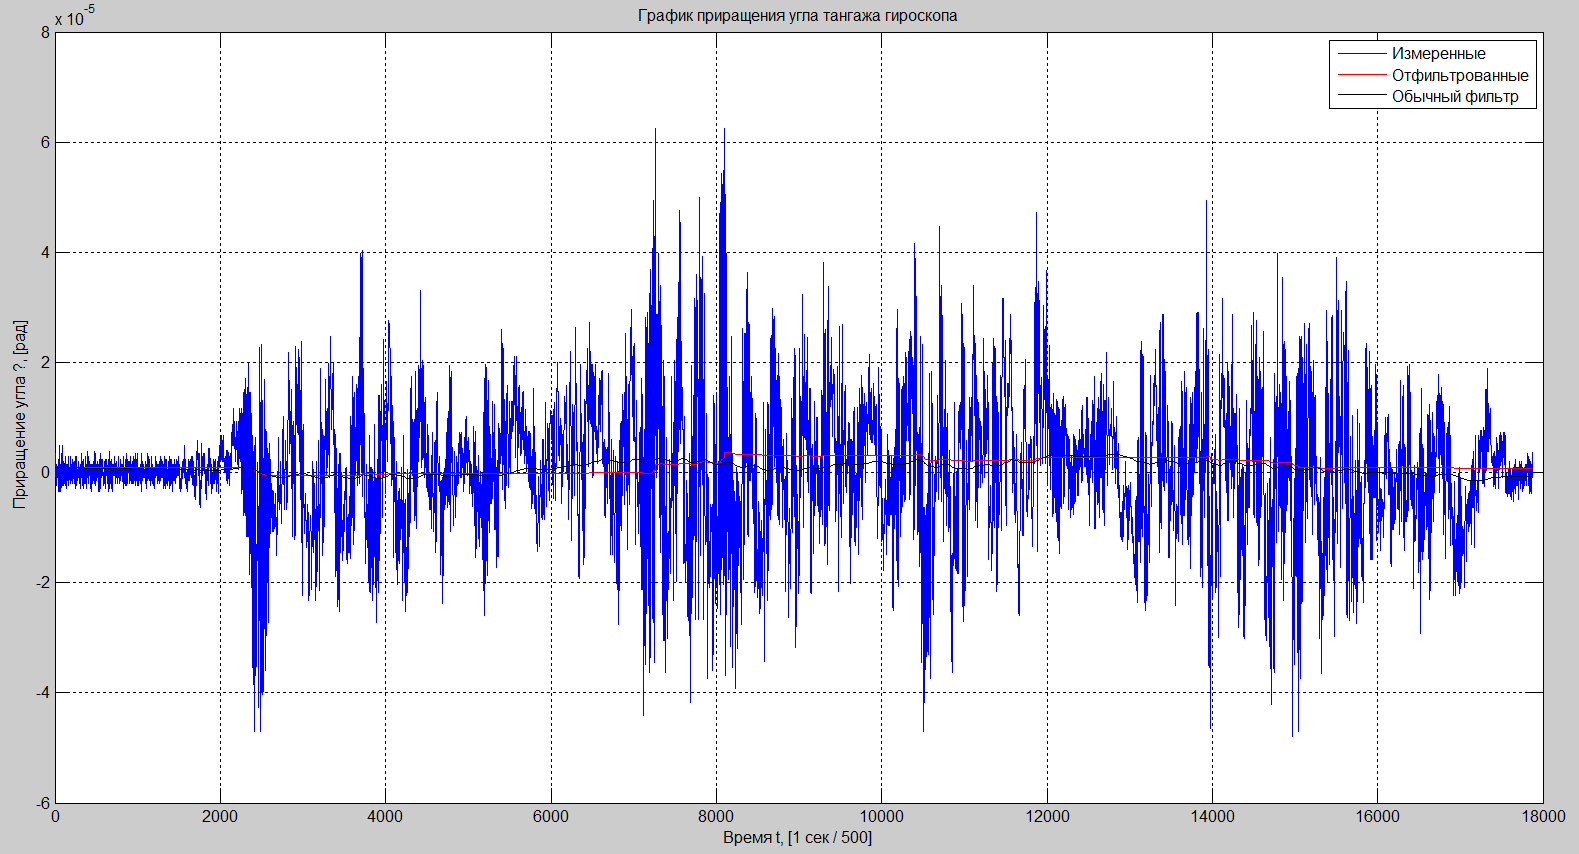 График приращения угла тангажа гироскопа
x 10-5
Измеренные
Отфильтрованные
Обычный фильтр
8
6
4
2
0
-2
-4
-6
Приращение угла ?, [рад]
0 2000 4000 6000 8000 10000 12000 14000 16000 18000
Время t, [1 сек / 500]